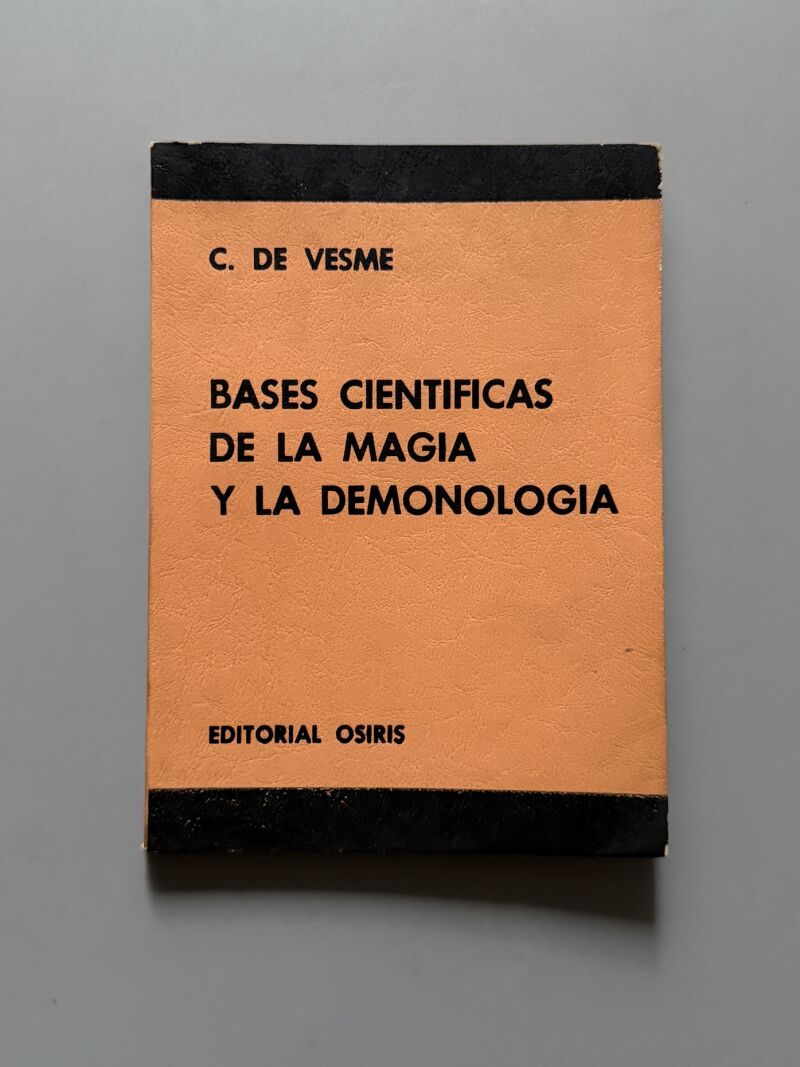 C. DE VESME
BASES CIENTIFICAS
DE LA MAGIA
Y LA DEMONOLOGIA
EDITORIAL OSIRIS